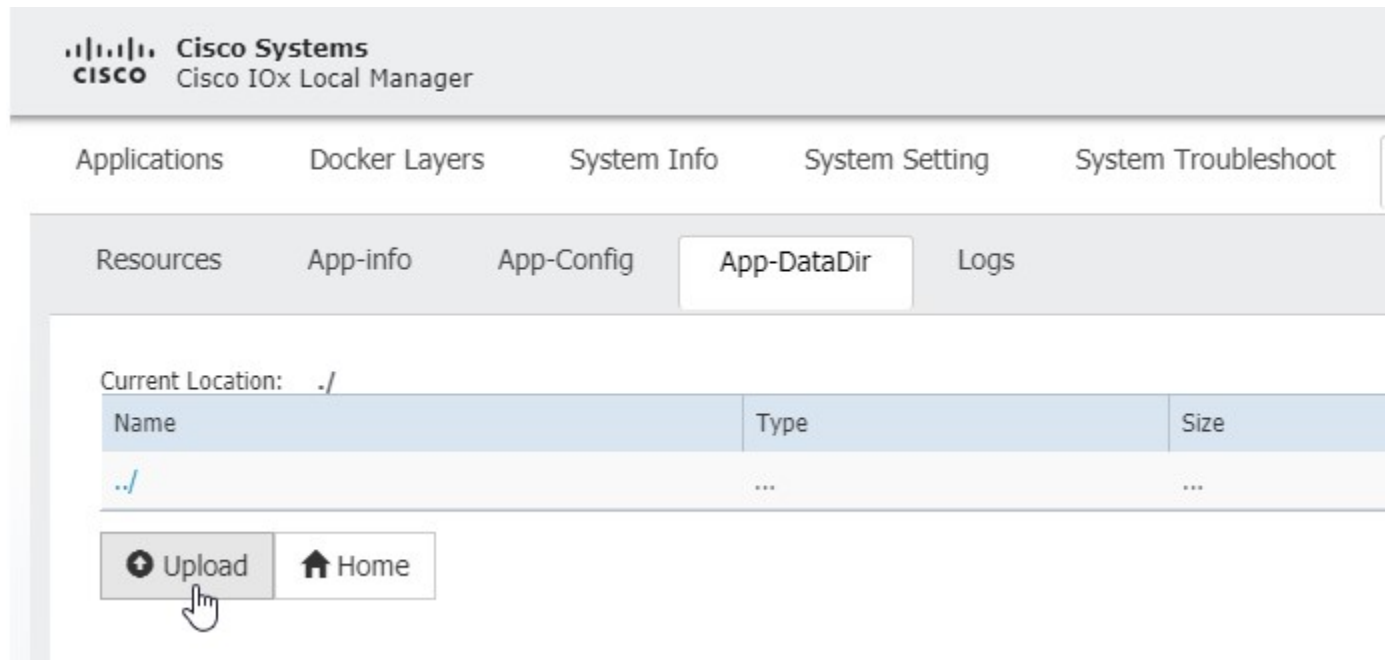 Cisco Systems
CISCO Cisco IOx Local Manager
Applications Docker Layers System Info System Setting System Troubleshoot
Resources App-info App-Config App-DataDir Logs
Current Location: ./
Name Type Size
../ ... ...
Upload Home